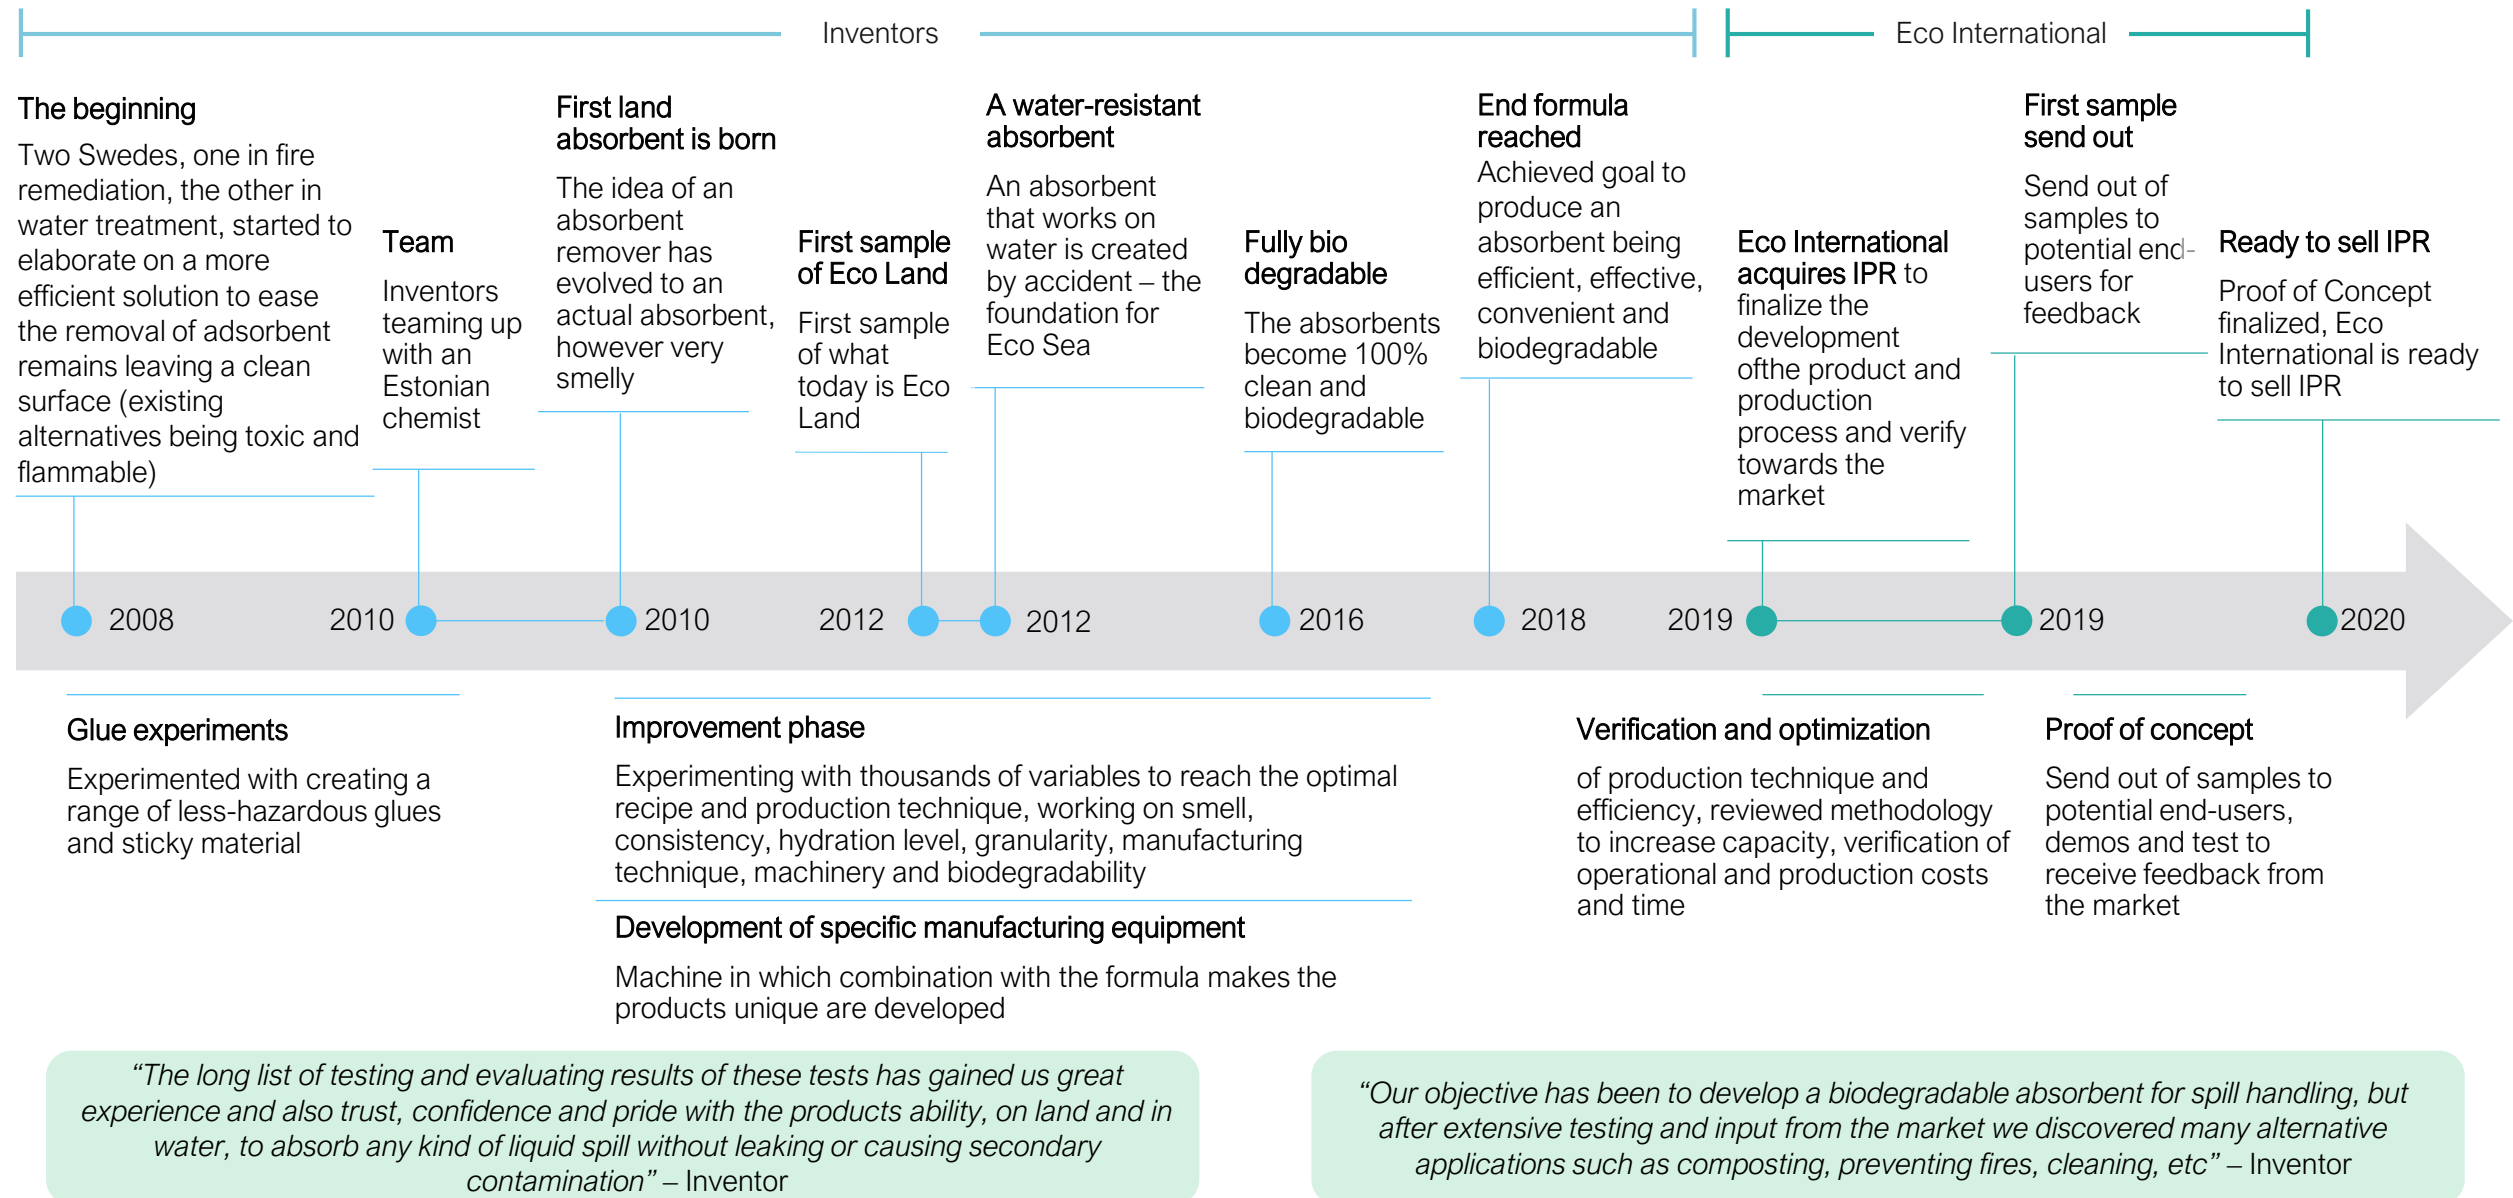 Inventors
Eco International
The beginning
Two Swedes, one in fire
remediation, the other in
water treatment, started to
elaborate on a more
efficient solution to ease
the removal of adsorbent
remains leaving a clean
surface (existing
alternatives being toxic and
flammable)
Team
Inventors
teaming up
with an
Estonian
chemist
First land
absorbent is born
The idea of an
absorbent
remover has
evolved to an
actual absorbent,
however very
smelly
First sample
of Eco Land
First sample
of what
today is Eco
Land
A water-resistant
absorbent
An absorbent
that works on
water is created
by accident – the
foundation for
Eco Sea
Fully bio
degradable
The absorbents
become 100%
clean and
biodegradable
End formula
reached
Achieved goal to
produce an
absorbent being
efficient, effective,
convenient and
biodegradable
Eco International
acquires IPR to
finalize the
development
ofthe product and
production
process and verify
towards the
market
First sample
send out
Send out of
samples to
potential end-
users for
feedback
Ready to sell IPR
Proof of Concept
finalized, Eco
International is ready
to sell IPR
2008
2010
2010
2012
2012
2016
2018
2019
2019
2020
Glue experiments
Experimented with creating a
range of less-hazardous glues
and sticky material
Improvement phase
Experimenting with thousands of variables to reach the optimal
recipe and production technique, working on smell,
consistency, hydration level, granularity, manufacturing
technique, machinery and biodegradability
Development of specific manufacturing equipment
Machine in which combination with the formula makes the
products unique are developed
Verification and optimization
of production technique and
efficiency, reviewed methodology
to increase capacity, verification of
operational and production costs
and time
Proof of concept
Send out of samples to
potential end-users,
demos and test to
receive feedback from
the market
“The long list of testing and evaluating results of these tests has gained us great
experience and also trust, confidence and pride with the products ability, on land and in
water, to absorb any kind of liquid spill without leaking or causing secondary
contamination” – Inventor
“Our objective has been to develop a biodegradable absorbent for spill handling, but
after extensive testing and input from the market we discovered many alternative
applications such as composting, preventing fires, cleaning, etc” – Inventor